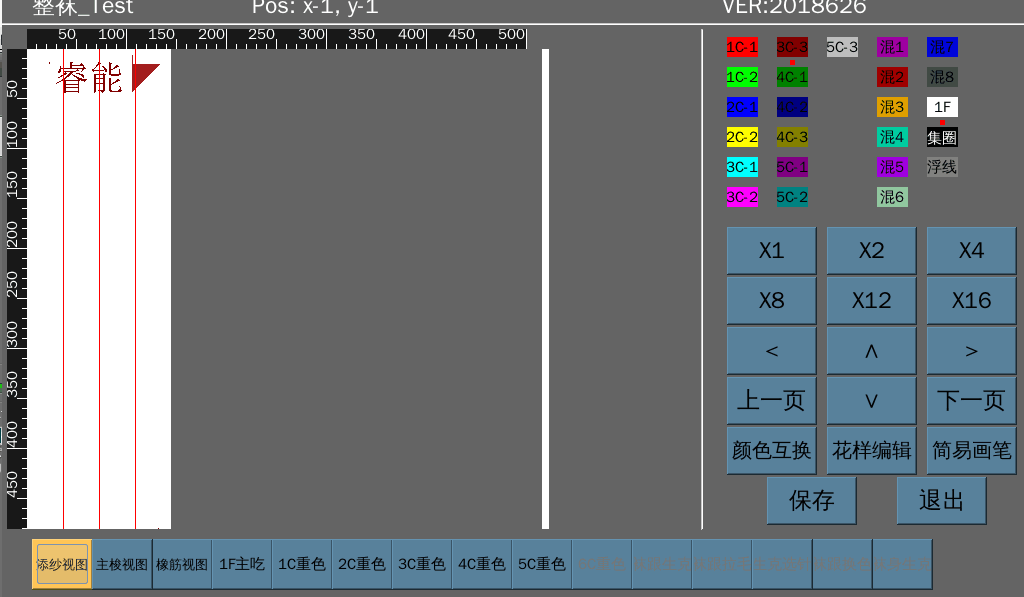 整袜_Test Pos: x-1, y-1 VER:2018626
50 100 150 200 250 300 350 400 450 500
50
100
150
200
250
300
350
400
450
睿能
1C-1 3C-3 5C-3 混1 混7
1C-2 4C-1 混2 混8
2C-1 4C-2 混3 1F
2C-2 4C-3 混4 集圈
3C-1 5C-1 混5 浮线
3C-2 5C-2 混6
X1 X2 X4
X8 X12 X16
< ∧ >
上一页 ∨ 下一页
颜色互换 花样编辑 简易画笔
保存 退出
添纱视图 主梭视图 橡筋视图 1F主吃 1C重色 2C重色 3C重色 4C重色 5C重色